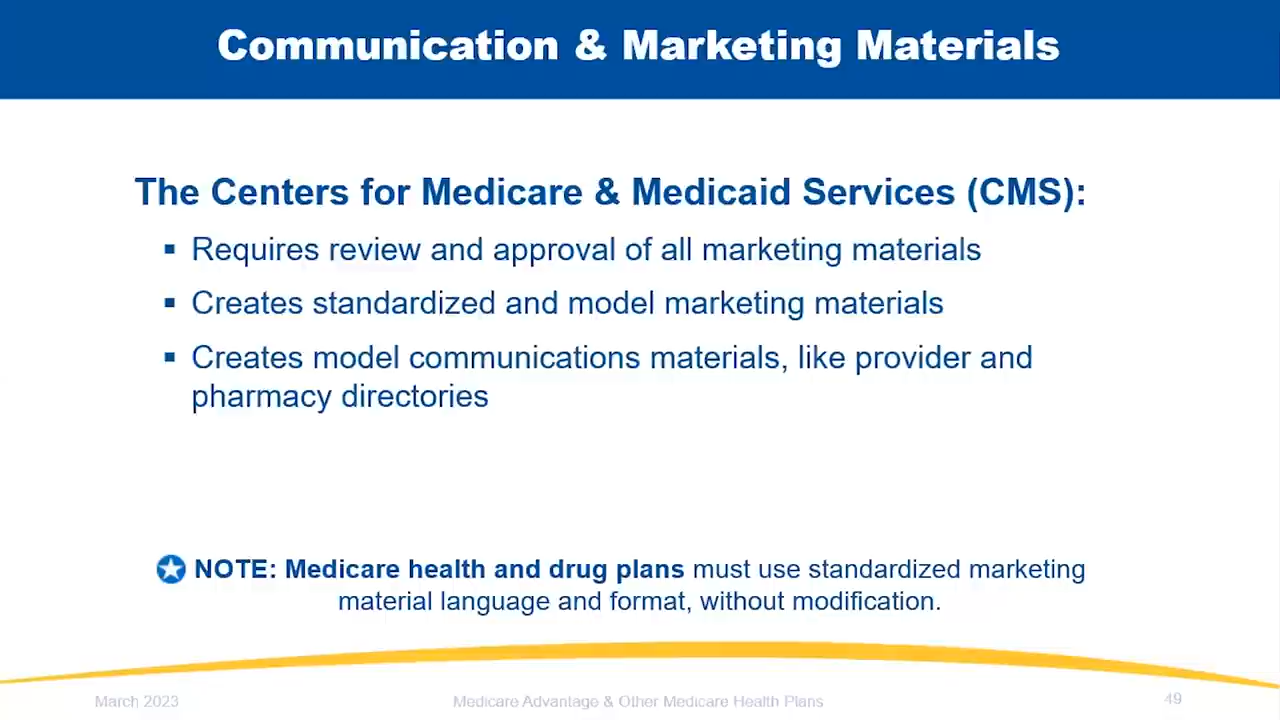 Communication & Marketing Materials
The Centers for Medicare & Medicaid Services (CMS):
▪ Requires review and approval of all marketing materials
▪ Creates standardized and model marketing materials
▪ Creates model communications materials, like provider and
pharmacy directories
NOTE: Medicare health and drug plans must use standardized marketing
material language and format, without modification.
March 2023
Medicare Advantage & Other Medicare Health Plans
49